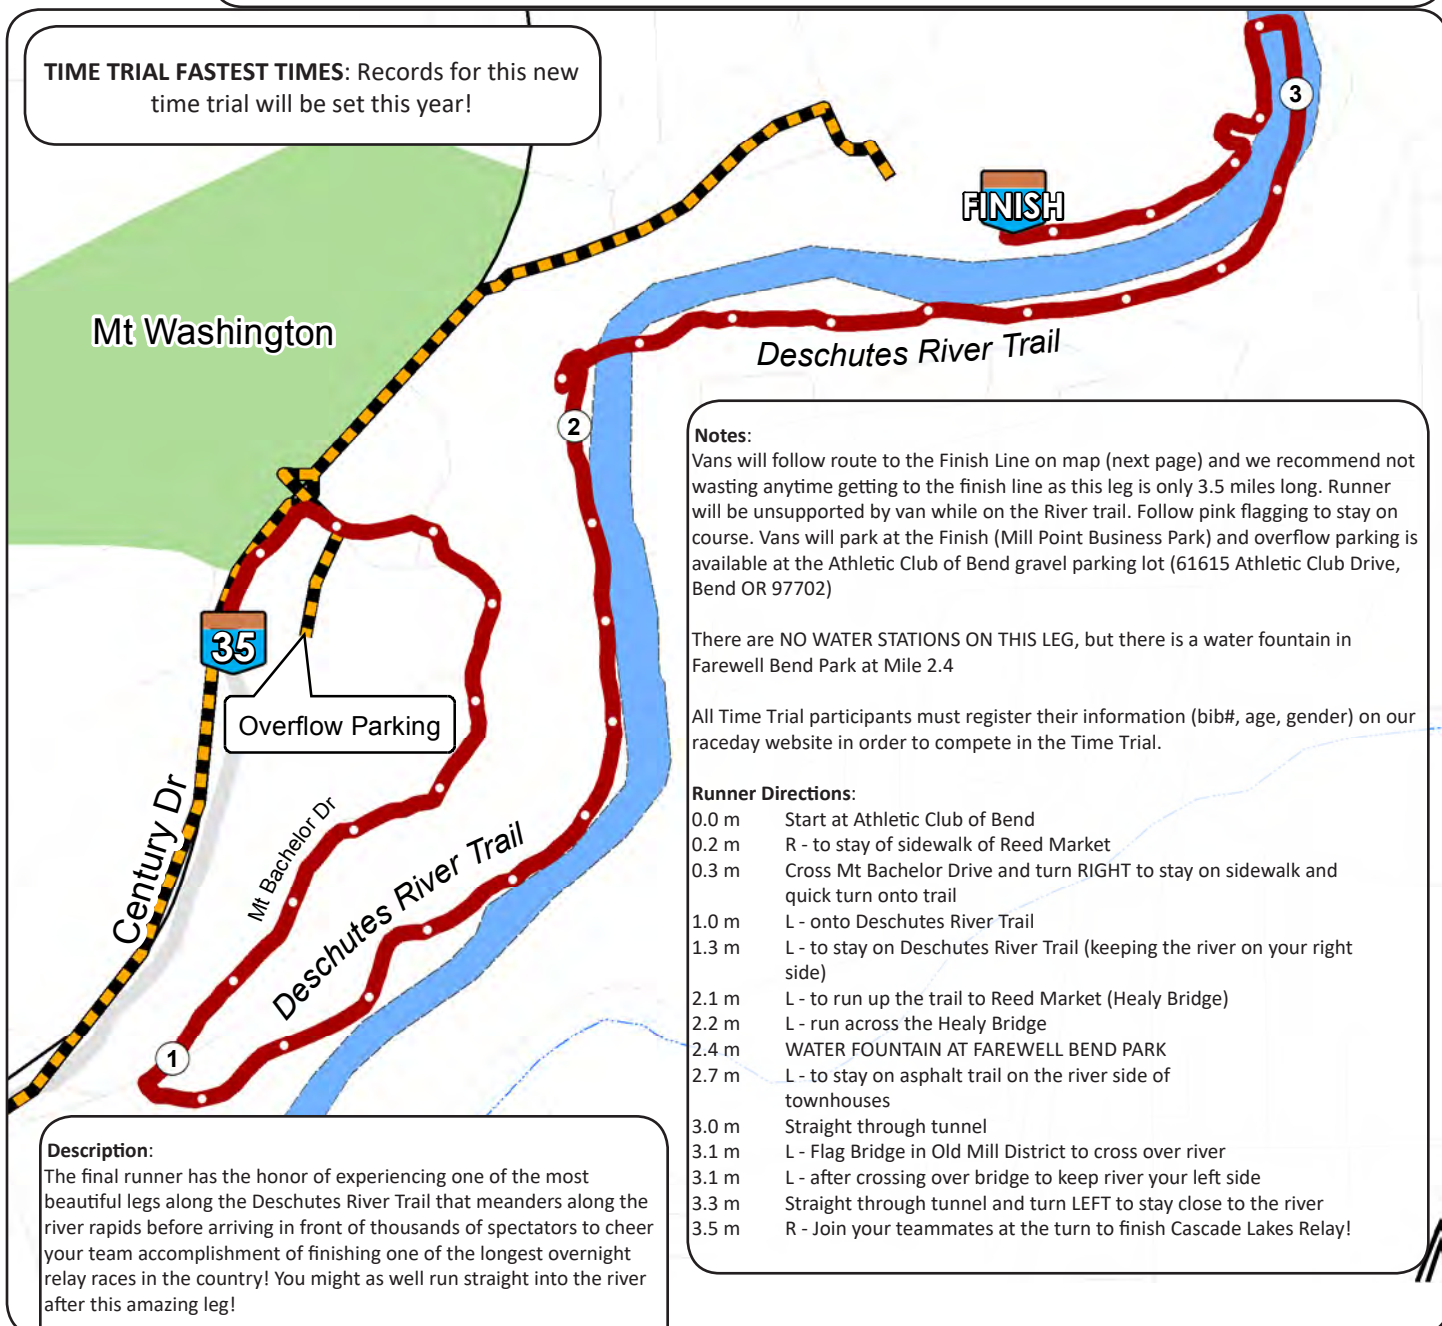 TIME TRIAL FASTEST TIMES: Records for this new
time trial will be set this year!
3
FINISH
Mt Washington
Deschutes River Trail
2
35
Overflow Parking
Century Dr
Mt Bachelor Dr
Deschutes River Trail
1
Notes:
Vans will follow route to the Finish Line on map (next page) and we recommend not
wasting anytime getting to the finish line as this leg is only 3.5 miles long. Runner
will be unsupported by van while on the River trail. Follow pink flagging to stay on
course. Vans will park at the Finish (Mill Point Business Park) and overflow parking is
available at the Athletic Club of Bend gravel parking lot (61615 Athletic Club Drive,
Bend OR 97702)
There are NO WATER STATIONS ON THIS LEG, but there is a water fountain in
Farewell Bend Park at Mile 2.4
All Time Trial participants must register their information (bib#, age, gender) on our
raceday website in order to compete in the Time Trial.
Runner Directions:
0.0 m Start at Athletic Club of Bend
0.2 m R - to stay of sidewalk of Reed Market
0.3 m Cross Mt Bachelor Drive and turn RIGHT to stay on sidewalk and
quick turn onto trail
1.0 m L - onto Deschutes River Trail
1.3 m L - to stay on Deschutes River Trail (keeping the river on your right
side)
2.1 m L - to run up the trail to Reed Market (Healy Bridge)
2.2 m L - run across the Healy Bridge
2.4 m WATER FOUNTAIN AT FAREWELL BEND PARK
2.7 m L - to stay on asphalt trail on the river side of
townhouses
3.0 m Straight through tunnel
3.1 m L - Flag Bridge in Old Mill District to cross over river
3.1 m L - after crossing over bridge to keep river your left side
3.3 m Straight through tunnel and turn LEFT to stay close to the river
3.5 m R - Join your teammates at the turn to finish Cascade Lakes Relay!
Description:
The final runner has the honor of experiencing one of the most
beautiful legs along the Deschutes River Trail that meanders along the
river rapids before arriving in front of thousands of spectators to cheer
your team accomplishment of finishing one of the longest overnight
relay races in the country! You might as well run straight into the river
after this amazing leg!